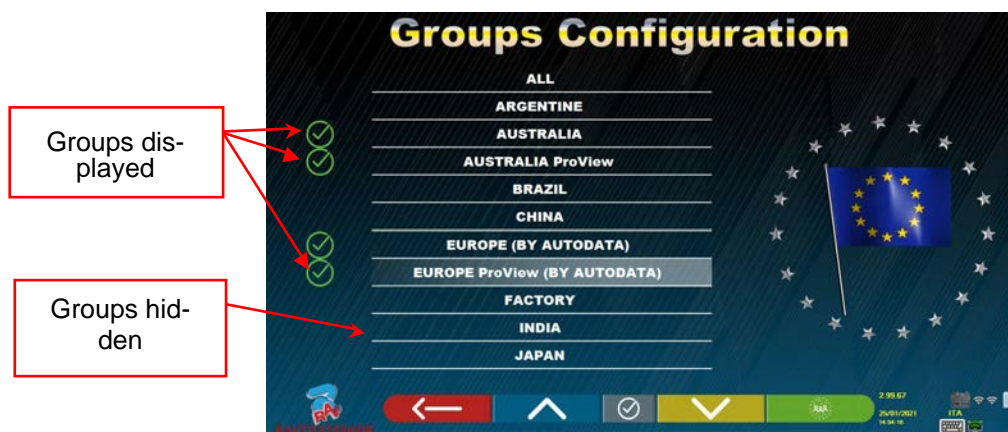 Groups Configuration
ALL
ARGENTINE
AUSTRALIA
AUSTRALIA ProView
BRAZIL
CHINA
EUROPE (BY AUTODATA)
EUROPE ProView (BY AUTODATA)
FACTORY
INDIA
JAPAN
Groups dis-
played
Groups hid-
den
2.99.67
25/01/2021
ITA